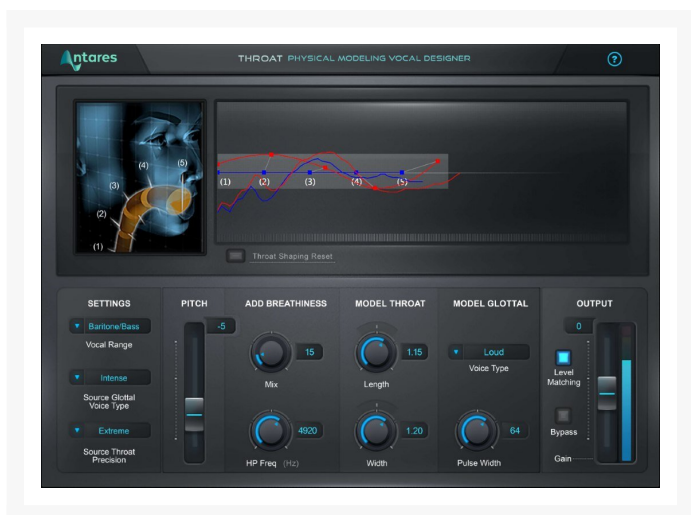 Antares
THROAT PHYSICAL MODELING VOCAL DESIGNER
?
(5)
(4)
(3)
(2)
(1)
(1) (2) (3) (4) (5)
Throat Shaping Reset
SETTINGS
Baritone/Bass
Vocal Range
Intense
Source Glottal
Voice Type
Extreme
Source Throat
Precision
PITCH
-5
ADD BREATHINESS
15
Mix
4920
HP Freq (Hz)
MODEL THROAT
1.15
Length
1.20
Width
MODEL GLOTTAL
Loud
Voice Type
64
Pulse Width
OUTPUT
0
Level
Matching
Bypass
Gain